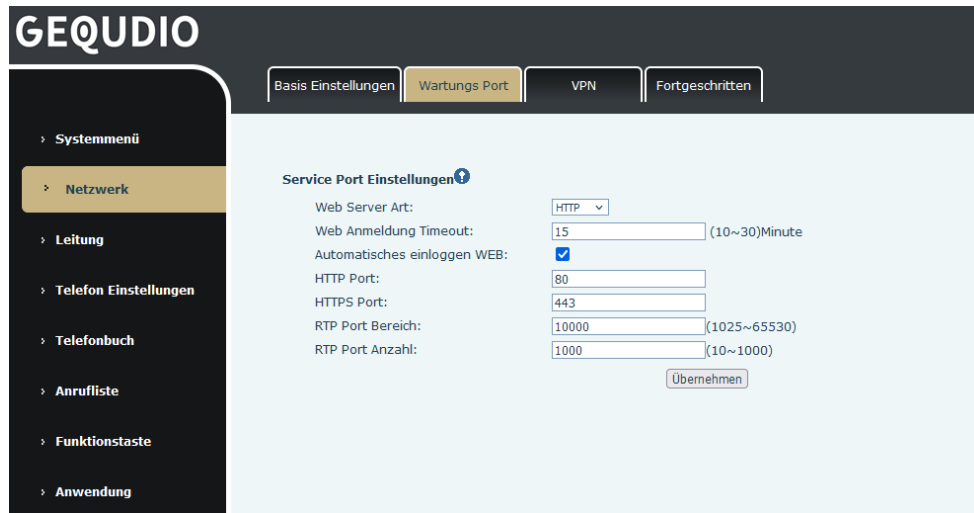 GEQUDIO
Basis Einstellungen
Wartungs Port
VPN
Fortgeschritten
› Systemmenü
› Netzwerk
› Leitung
› Telefon Einstellungen
› Telefonbuch
› Anrufliste
› Funktionstaste
› Anwendung
Service Port Einstellungen
Web Server Art: HTTP
Web Anmeldung Timeout: 15 (10~30)Minute
Automatisches einloggen WEB:
HTTP Port: 80
HTTPS Port: 443
RTP Port Bereich: 10000 (1025~65530)
RTP Port Anzahl: 1000 (10~1000)
Übernehmen